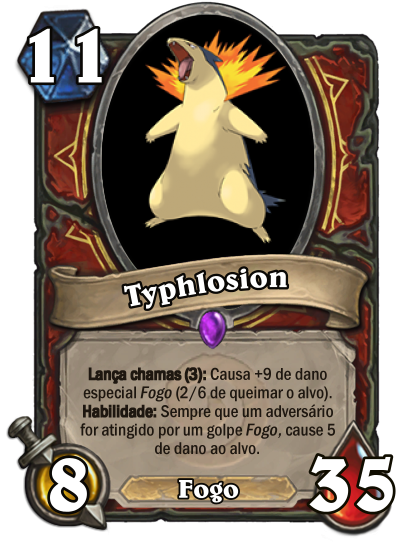 11
Typhlosion
Lança chamas (3): Causa +9 de dano
especial Fogo (2/6 de queimar o alvo).
Habilidade: Sempre que um adversário
for atingido por um golpe Fogo, cause 5
de dano ao alvo.
8
Fogo
35